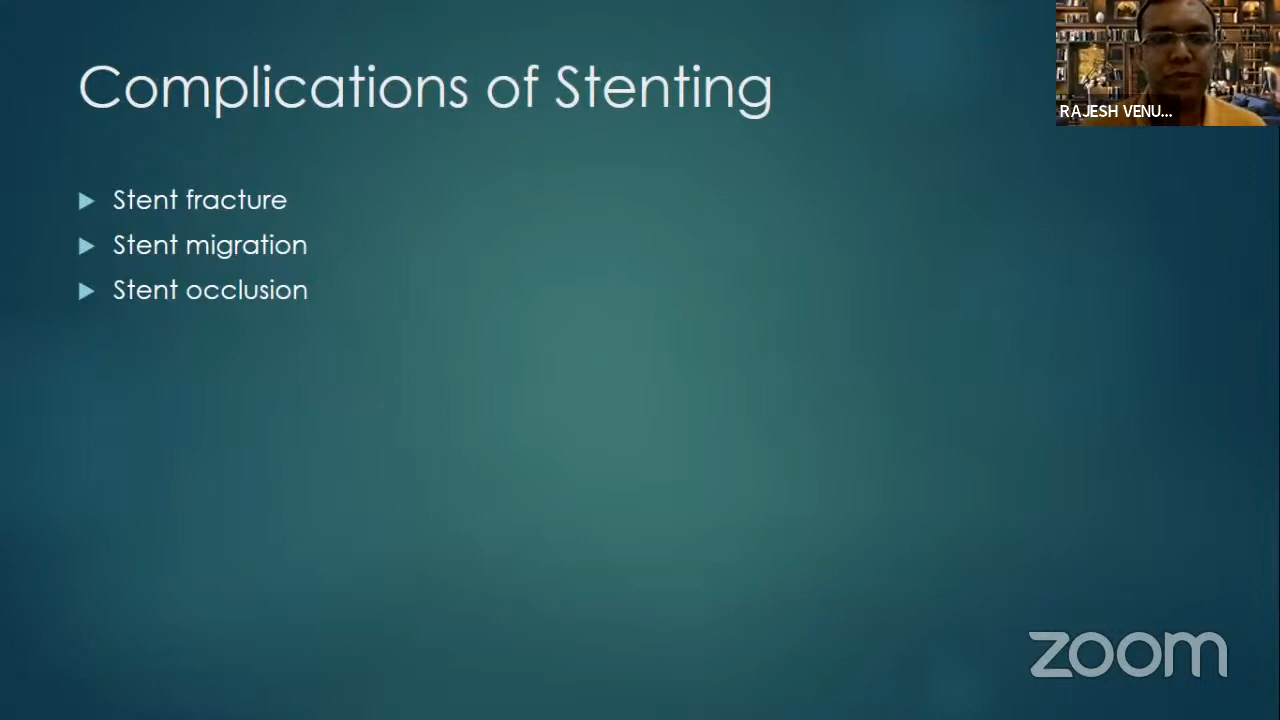 Complications of Stenting
RAJESH VENU...
Stent fracture
Stent migration
Stent occlusion
zoom